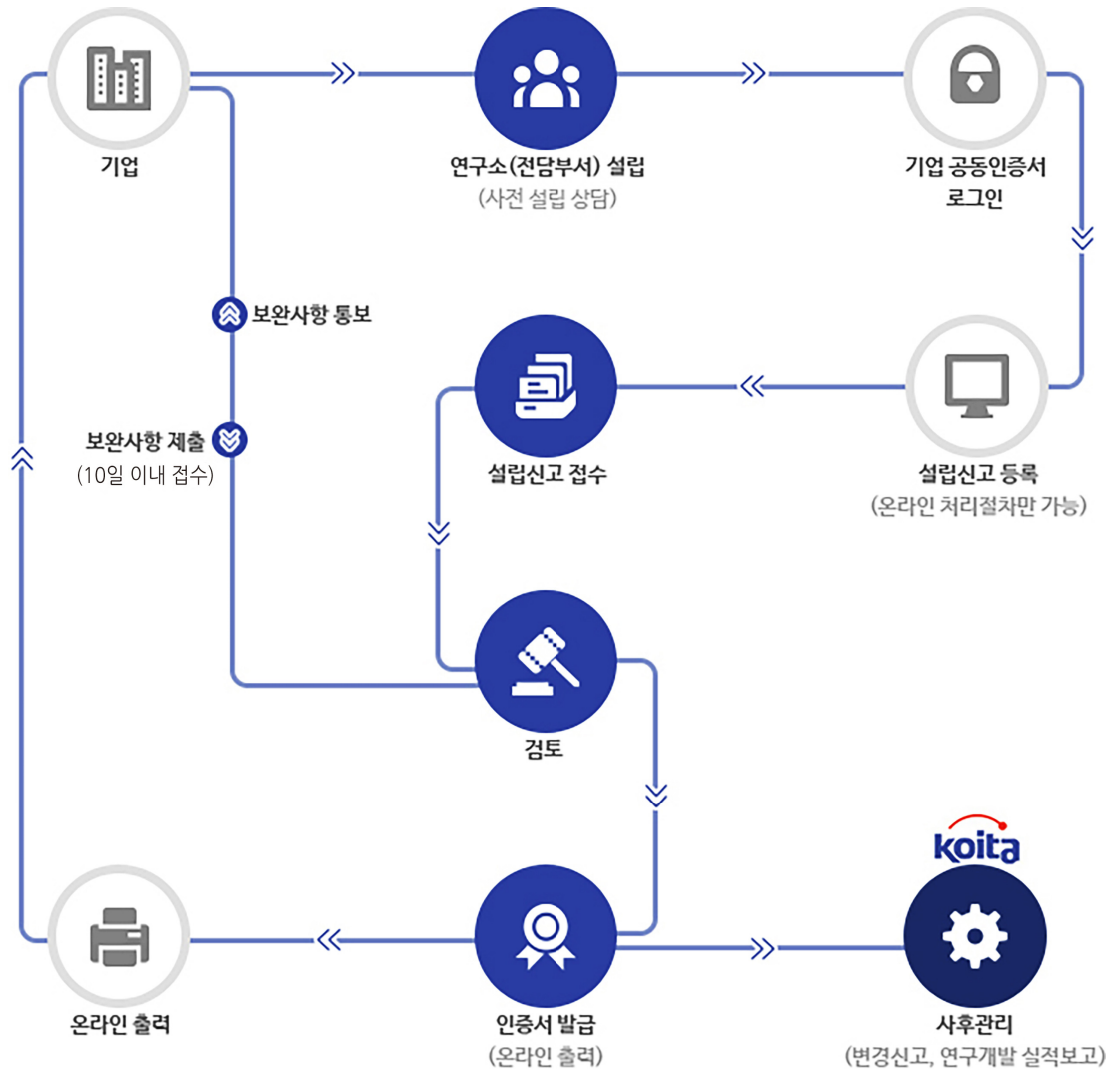 기업
연구소(전담부서) 설립
(사전 설립 상담)
기업 공동인증서
로그인
보완사항 통보
보완사항 제출
(10일 이내 접수)
설립신고 접수
설립신고 등록
(온라인 처리절차만 가능)
검토
koita
온라인 출력
인증서 발급
(온라인 출력)
사후관리
(변경신고, 연구개발 실적보고)